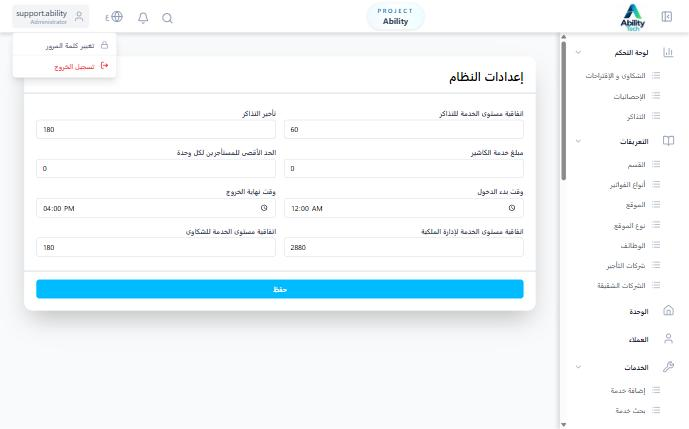 support.ability
Administrator
ع
PROJECT
Ability
Ability
Tech
تغيير كلمة المرور
تسجيل الخروج
إعدادات النظام
اتفاقية مستوى الخدمة للتذاكر
تأخير التذاكر
60
180
مبلغ خدمة الكاشير
الحد الأقصى للمستأجرين لكل وحدة
0
0
وقت بدء الدخول
وقت نهاية الخروج
12:00 AM
04:00 PM
اتفاقية مستوى الخدمة لإدارة الملكية
اتفاقية مستوى الخدمة للشكاوى
2880
180
حفظ
لوحة التحكم
الشكاوى و الإقتراحات
الإحصائيات
التذاكر
التعريفات
القسم
أنواع الفواتير
الموقع
نوع الموقع
الوظائف
شركات التأجير
الشركات الشقيقة
الوحدة
العملاء
الخدمات
إضافة خدمة
بحث خدمة